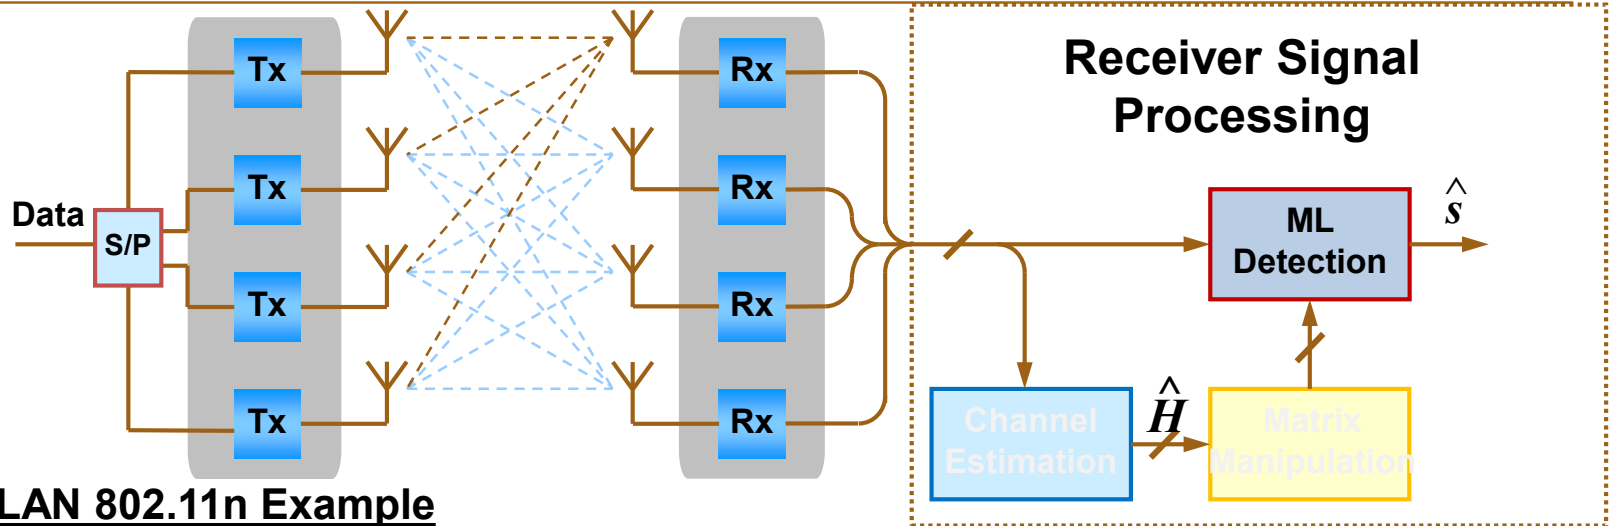 Receiver Signal
Processing
Data
S/P
Tx
Tx
Tx
Tx
Rx
Rx
Rx
Rx
ML
Detection
ŝ
Channel
Estimation
Ĥ
Matrix
Manipulation
LAN 802.11n Example